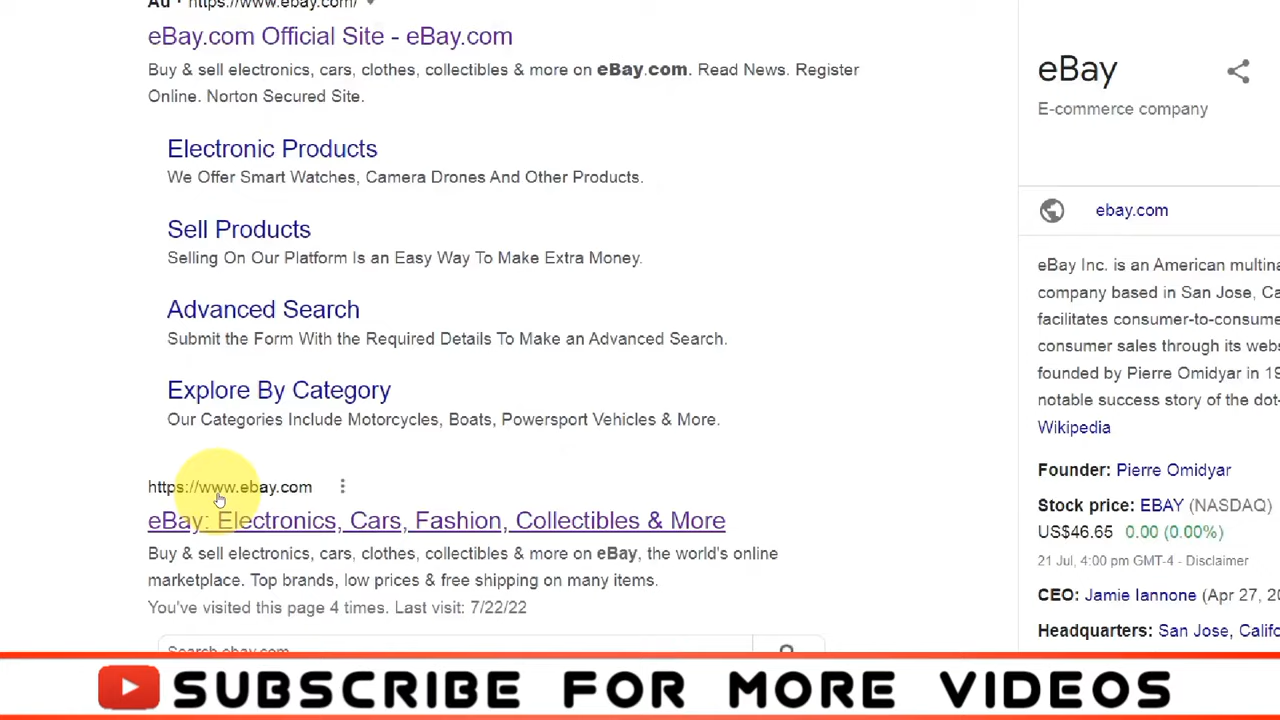 Ad · https://www.ebay.com/
eBay.com Official Site - eBay.com
Buy & sell electronics, cars, clothes, collectibles & more on eBay.com. Read News. Register
Online. Norton Secured Site.
Electronic Products
We Offer Smart Watches, Camera Drones And Other Products.
Sell Products
Selling On Our Platform Is an Easy Way To Make Extra Money.
Advanced Search
Submit the Form With the Required Details To Make an Advanced Search.
Explore By Category
Our Categories Include Motorcycles, Boats, Powersport Vehicles & More.
https://www.ebay.com
eBay: Electronics, Cars, Fashion, Collectibles & More
Buy & sell electronics, cars, clothes, collectibles & more on eBay, the world's online
marketplace. Top brands, low prices & free shipping on many items.
You've visited this page 4 times. Last visit: 7/22/22
Search ebay.com
eBay
E-commerce company
ebay.com
eBay Inc. is an American multina
company based in San Jose, Ca
facilitates consumer-to-consume
consumer sales through its webs
founded by Pierre Omidyar in 19
notable success story of the dot-
Wikipedia
Founder: Pierre Omidyar
Stock price: EBAY (NASDAQ)
US$46.65 0.00 (0.00%)
21 Jul, 4:00 pm GMT-4 - Disclaimer
CEO: Jamie Iannone (Apr 27, 20
Headquarters: San Jose, Califo
SUBSCRIBE FOR MORE VIDEOS